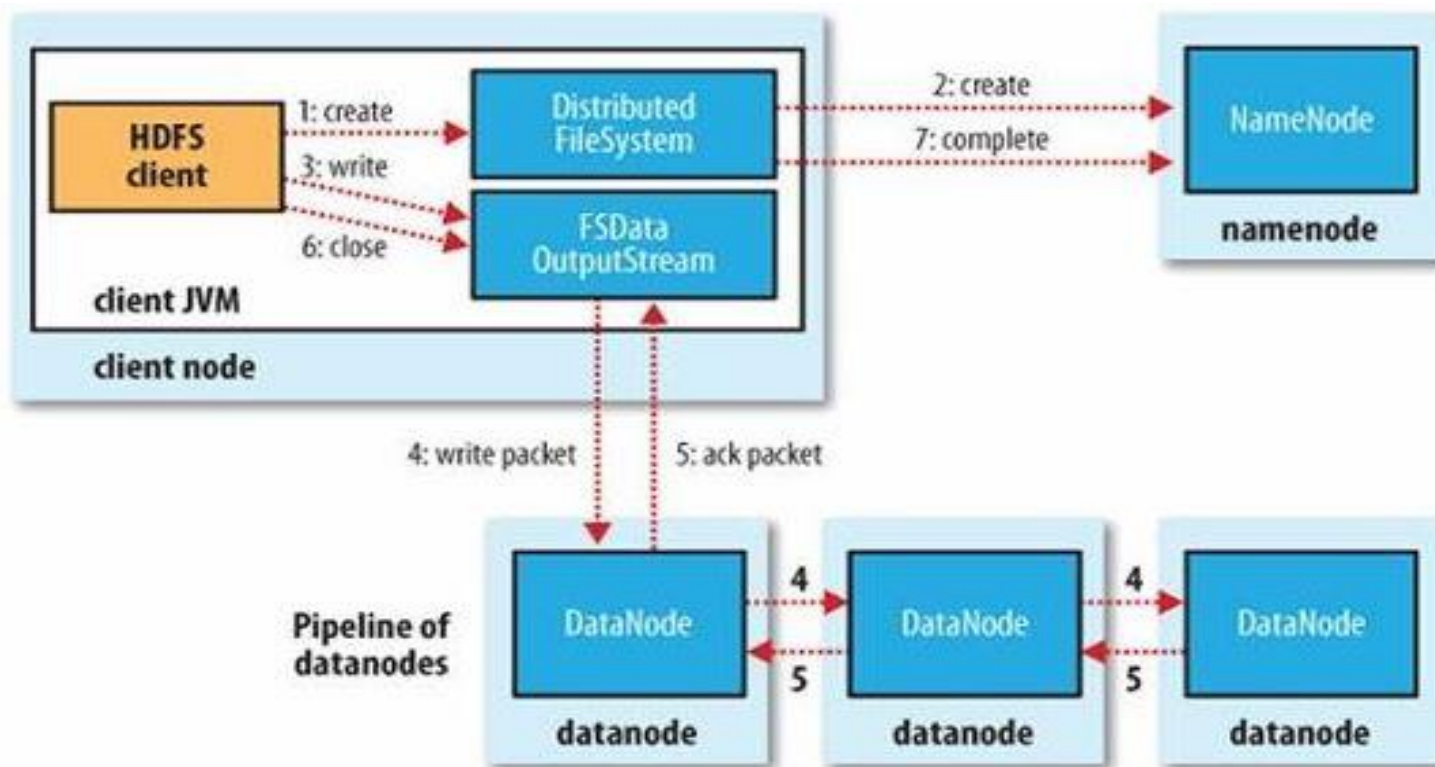 1: create
HDFS
client
3: write
6: close
Distributed
FileSystem
FSData
OutputStream
client JVM
client node
2: create
7: complete
NameNode
namenode
4: write packet
5: ack packet
Pipeline of
datanodes
DataNode
datanode
4
5
DataNode
datanode
4
5
DataNode
datanode